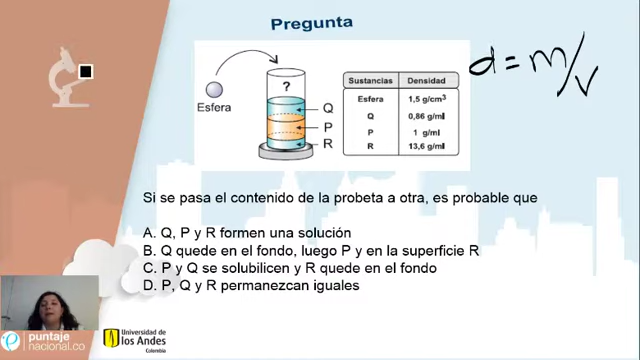 Pregunta
d = m/v
?
Esfera
Q
P
R
Sustancias Densidad
Esfera 1,5 g/cm3
Q 0,86 g/ml
P 1 g/ml
R 13,6 g/ml
Si se pasa el contenido de la probeta a otra, es probable que
A. Q, P y R formen una solución
B. Q quede en el fondo, luego P y en la superficie R
C. P y Q se solubilicen y R quede en el fondo
D. P, Q y R permanezcan iguales
puntaje
nacional.co
Universidad de
los Andes
Colombia